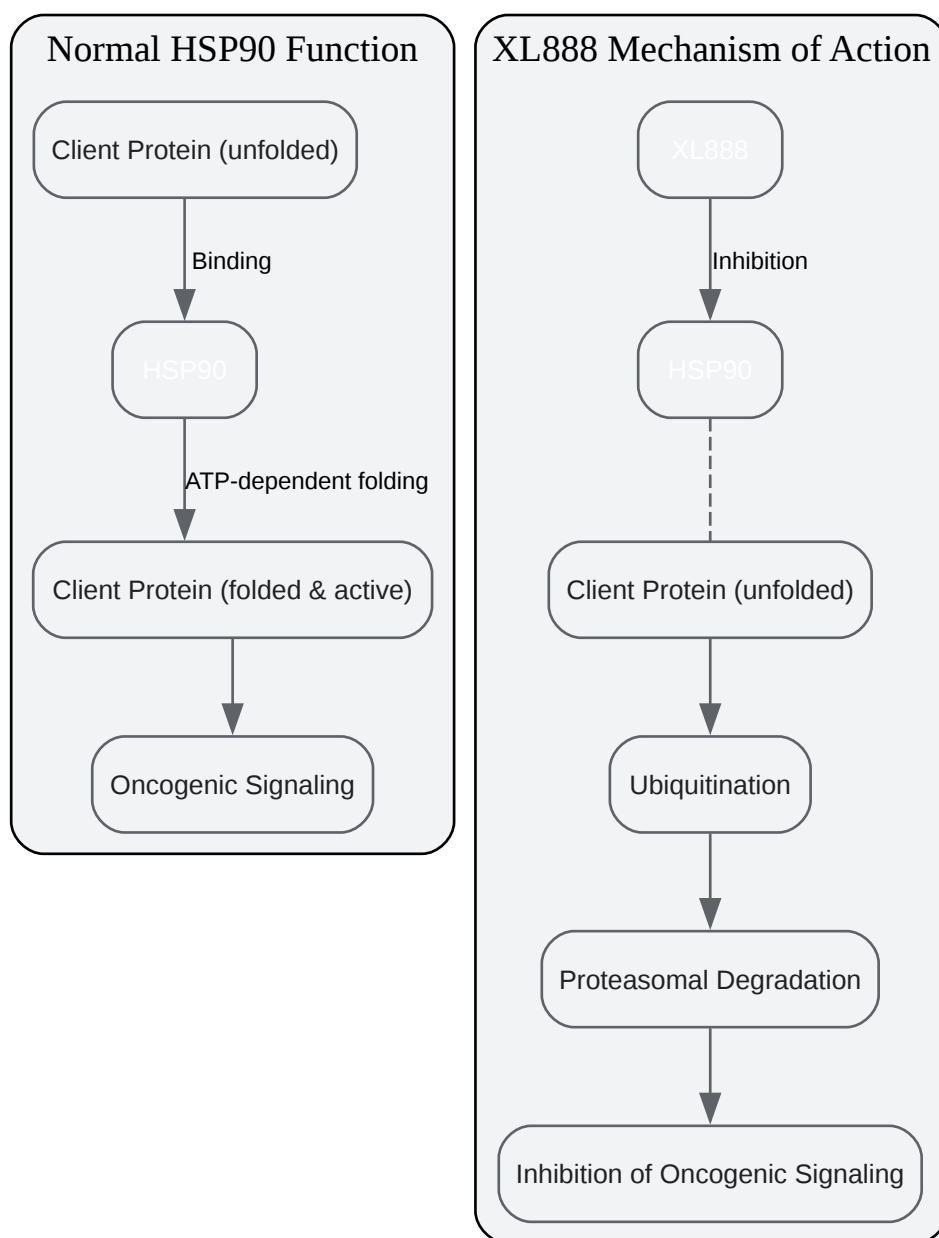 Normal HSP90 Function
Client Protein (unfolded)
Binding
HSP90
ATP-dependent folding
Client Protein (folded & active)
Oncogenic Signaling
XL888 Mechanism of Action
XL888
Inhibition
HSP90
Client Protein (unfolded)
Ubiquitination
Proteasomal Degradation
Inhibition of Oncogenic Signaling